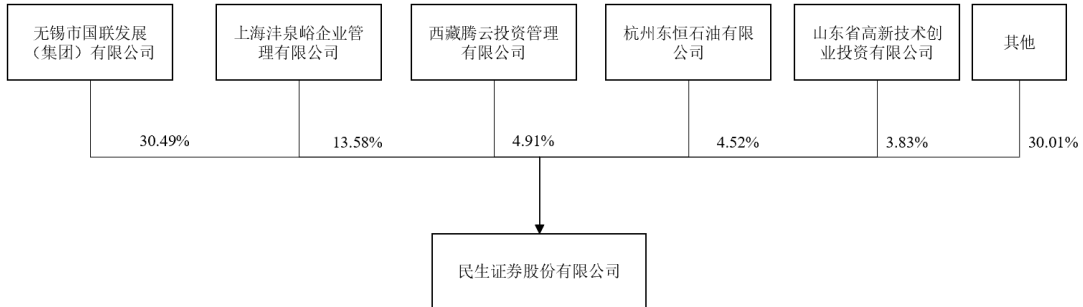 无锡市国联发展
（集团）有限公司
上海沣泉峪企业管
理有限公司
西藏腾云投资管理
有限公司
杭州东恒石油有限
公司
山东省高新技术创
业投资有限公司
其他
30.49%
13.58%
4.91%
4.52%
3.83%
30.01%
民生证券股份有限公司